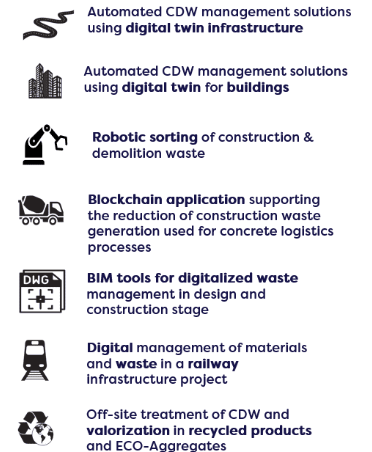 Automated CDW management solutions
using digital twin infrastructure
Automated CDW management solutions
using digital twin for buildings
Robotic sorting of construction &
demolition waste
Blockchain application supporting
the reduction of construction waste
generation used for concrete logistics
processes
DWG
BIM tools for digitalized waste
management in design and
construction stage
Digital management of materials
and waste in a railway
infrastructure project
Off-site treatment of CDW and
valorization in recycled products
and ECO-Aggregates